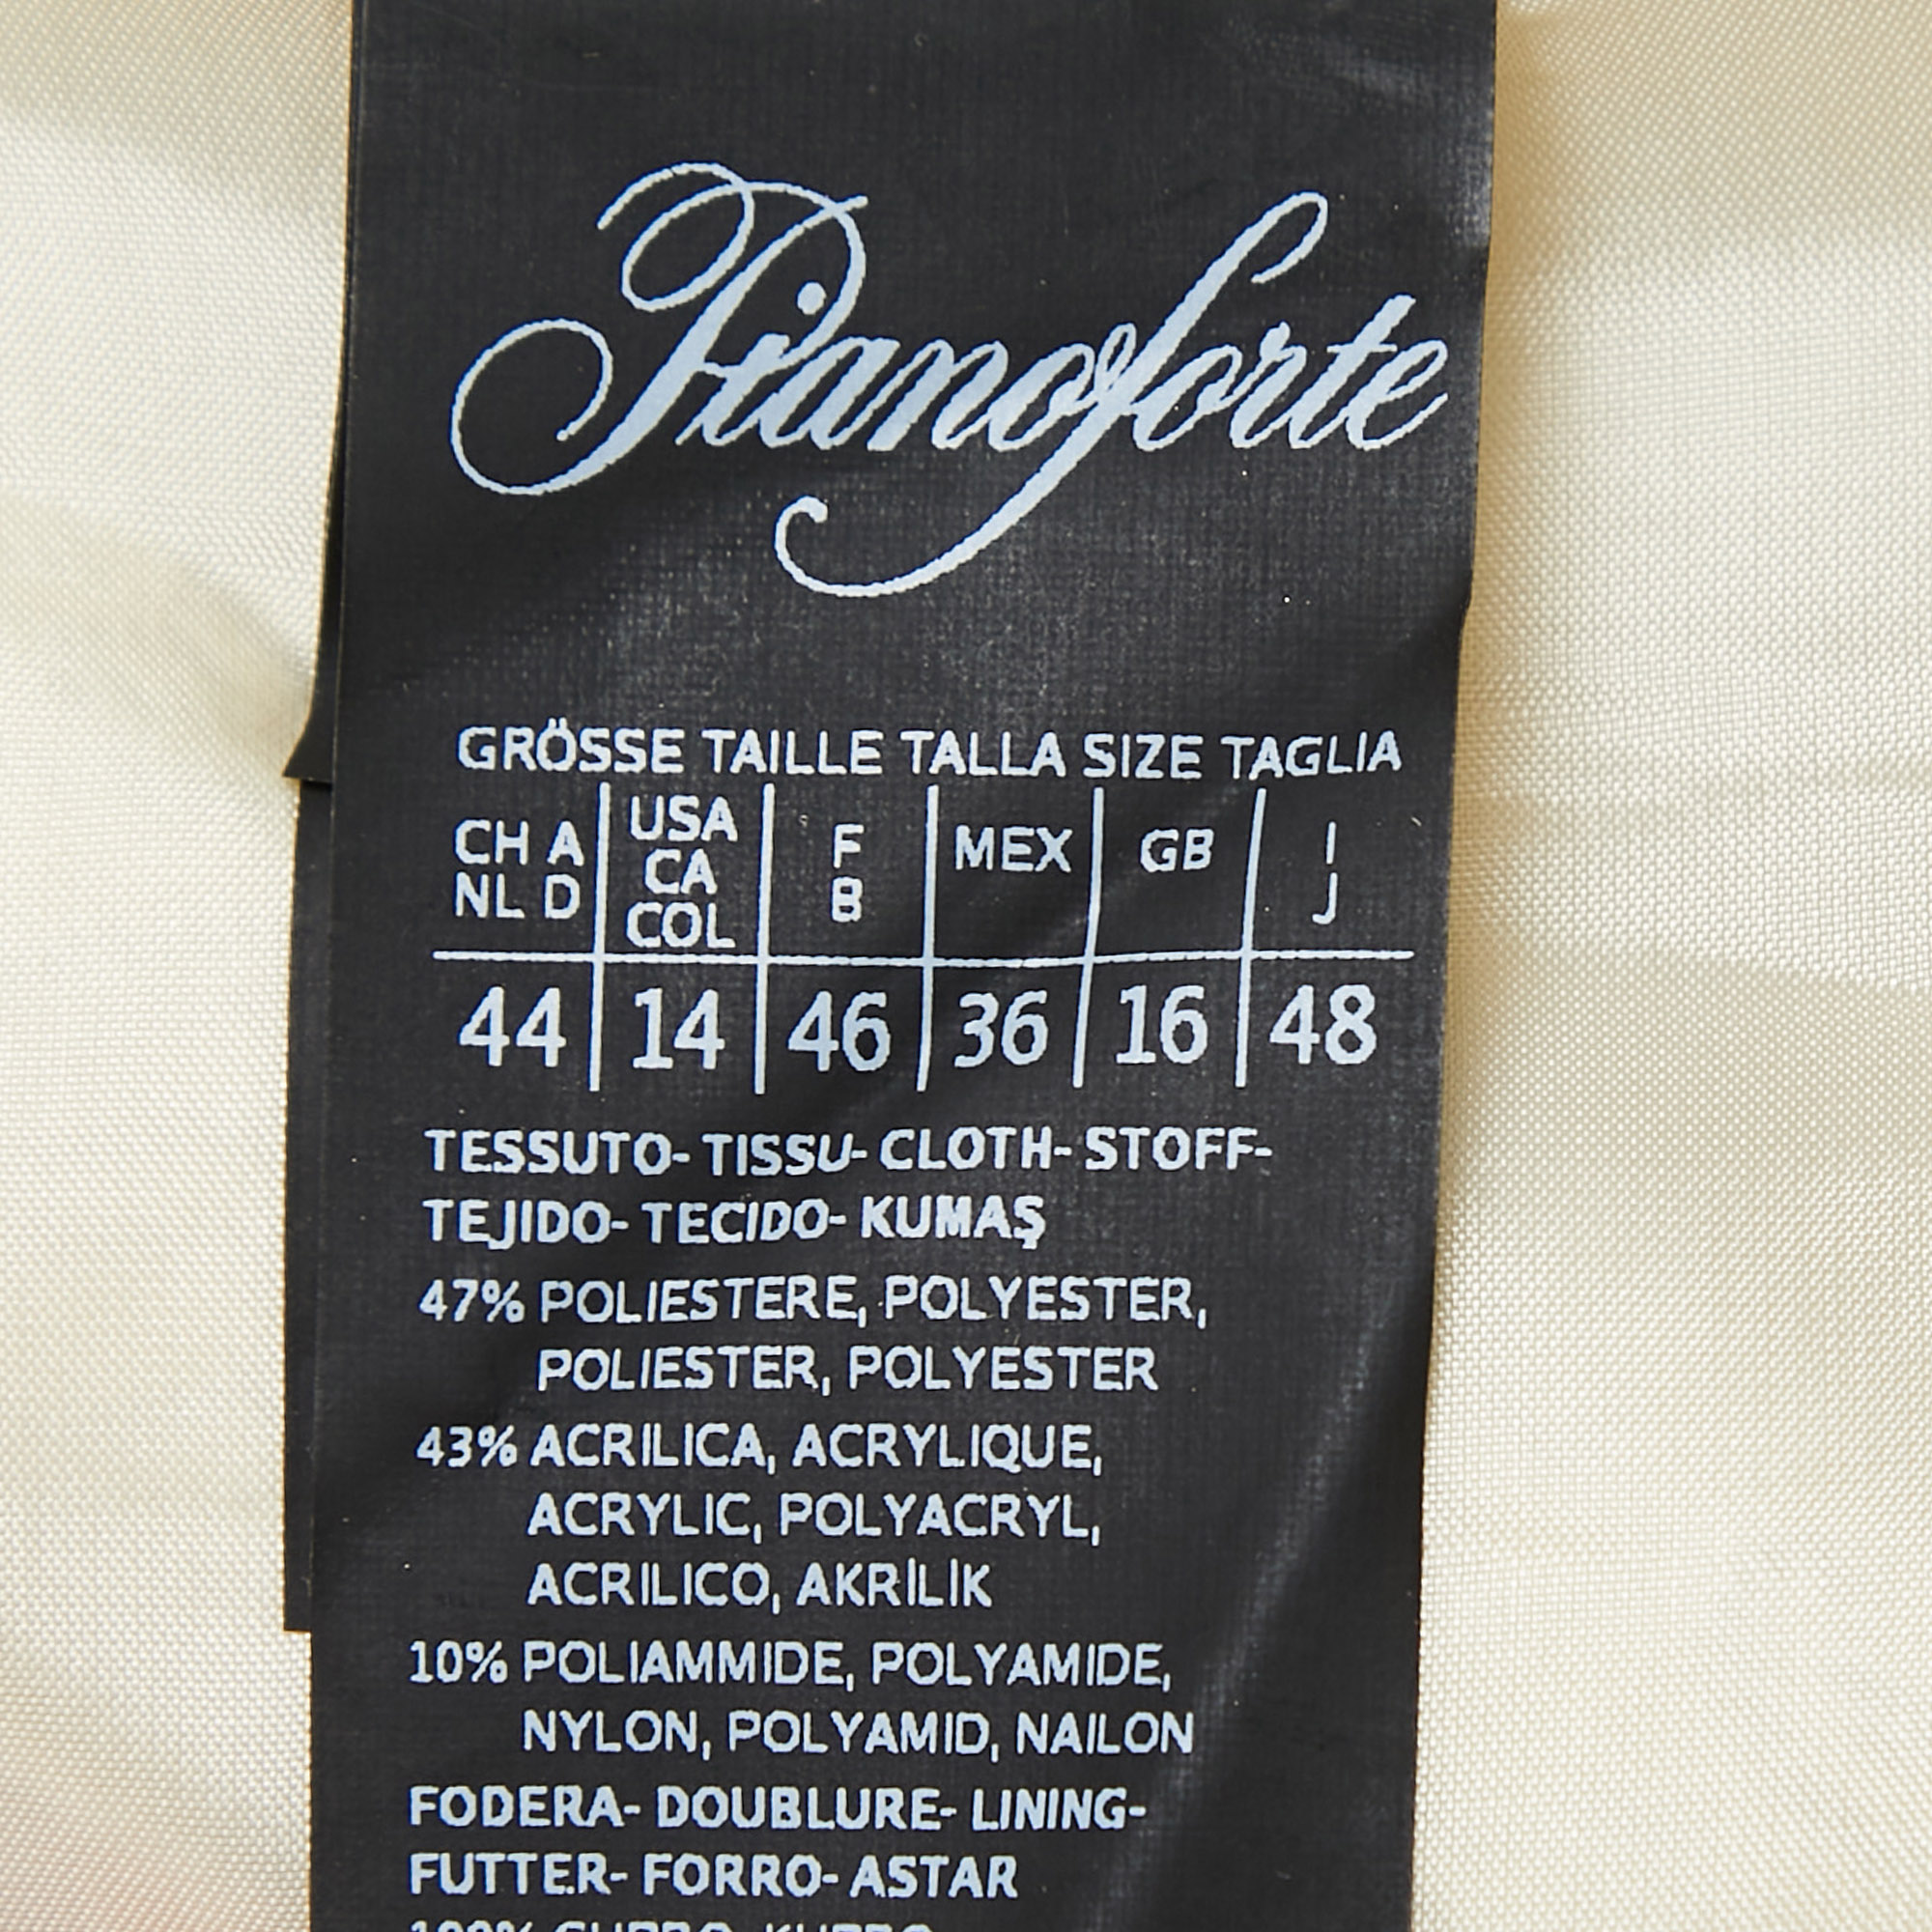 Pianoforte
GRÖSSE TAILLE TALLA SIZE TAGLIA
CH A NL D USA CA COL F B MEX GB I J
44 14 46 36 16 48
TESSUTO- TISSU- CLOTH- STOFF-
TEJIDO- TECIDO- KUMAŞ
47% POLIESTERE, POLYESTER,
POLIESTER, POLYESTER
43% ACRILICA, ACRYLIQUE,
ACRYLIC, POLYACRYL,
ACRILICO, AKRİLİK
10% POLIAMMIDE, POLYAMIDE,
NYLON, POLYAMID, NAILON
FODERA- DOUBLURE- LINING-
FUTTER- FORRO- ASTAR